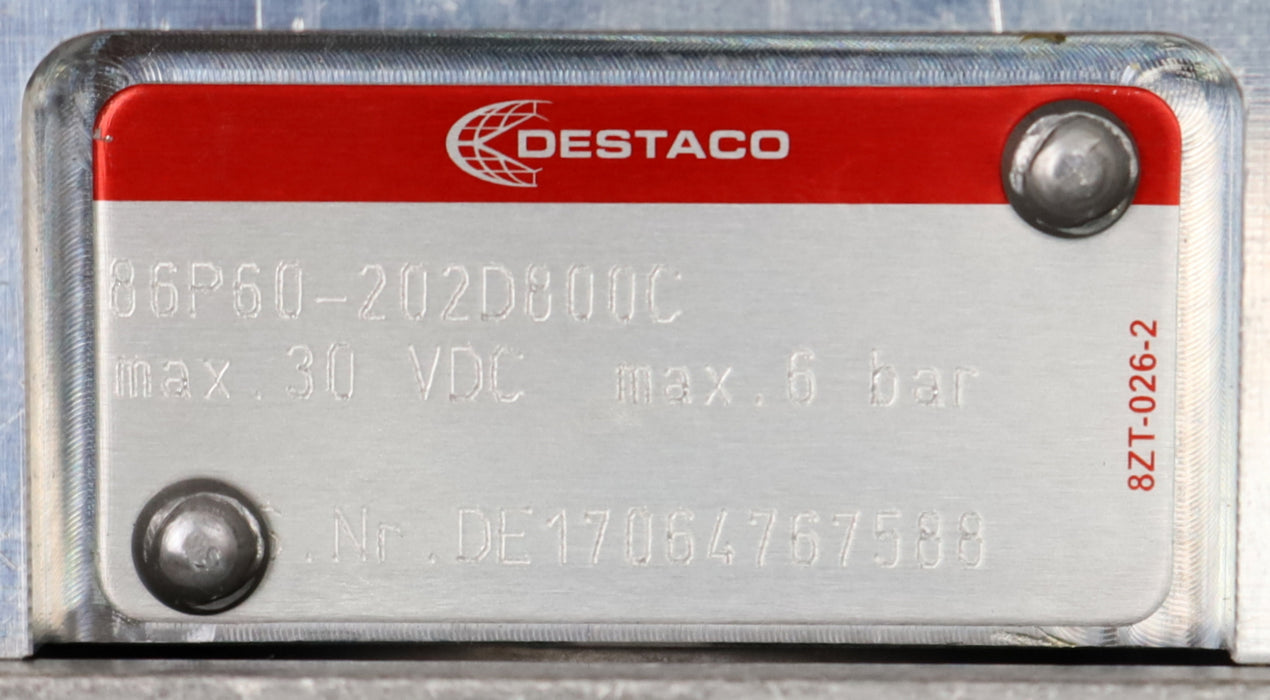 DESTACO
86P60-202D800C
max.30 VDC max.6 bar
8ZT-026-2
S.Nr.DE17064767588